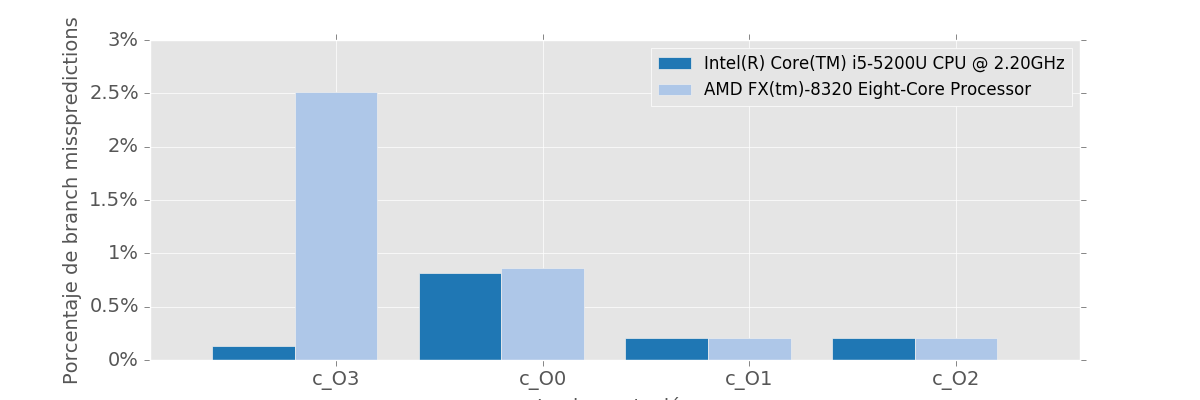 Porcentaje de branch misspredictions
3%
2.5%
2%
1.5%
1%
0.5%
0%
Intel(R) Core(TM) i5-5200U CPU @ 2.20GHz
AMD FX(tm)-8320 Eight-Core Processor
c_O3 c_O0 c_O1 c_O2